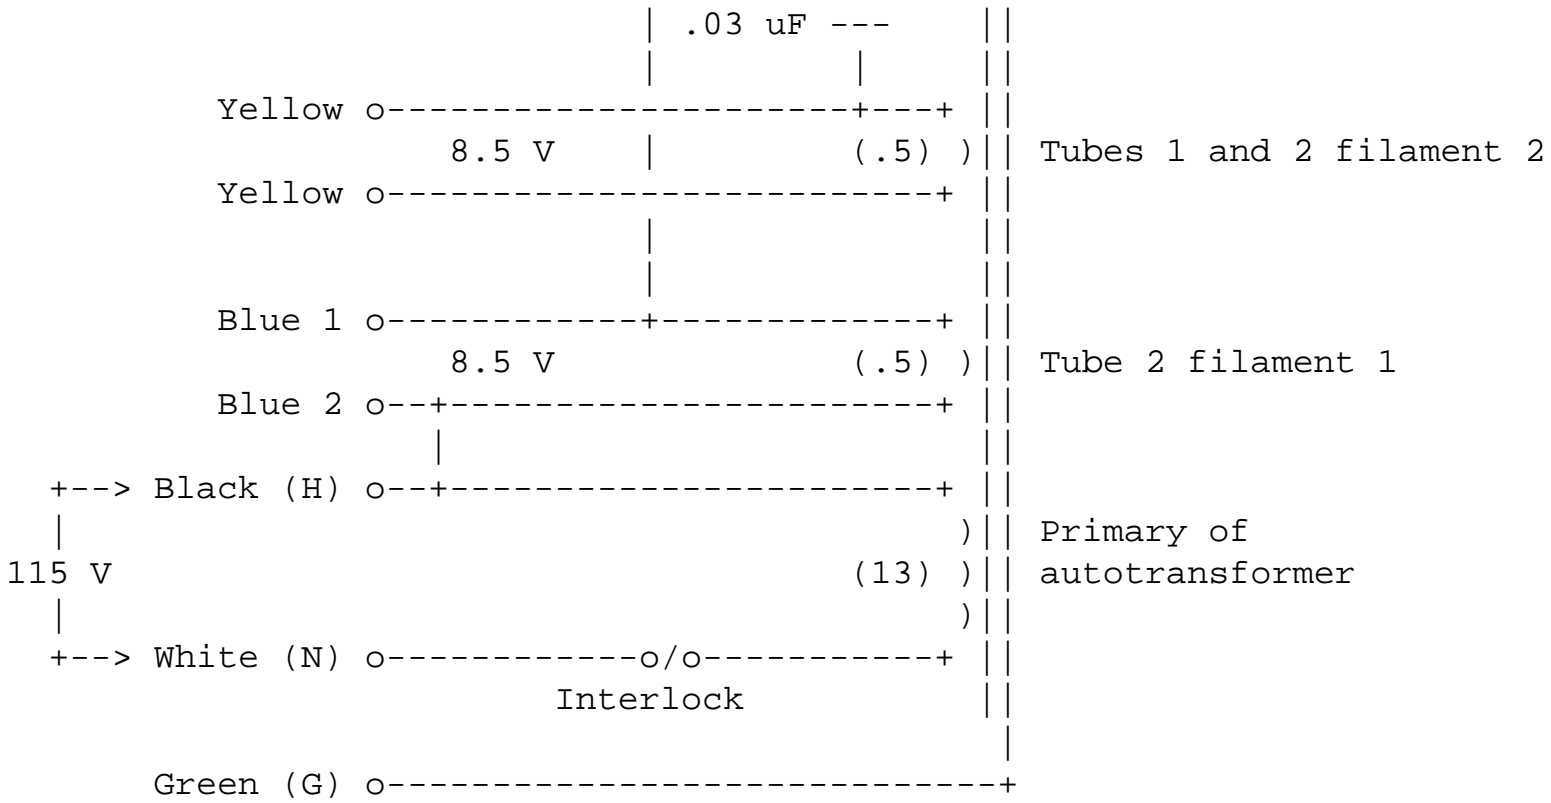 .03 uF
Yellow
8.5 V (.5) Tubes 1 and 2 filament 2
Yellow
Blue 1
8.5 V (.5) Tube 2 filament 1
Blue 2
Black (H)
Primary of
115 V (13) autotransformer
White (N)
Interlock
Green (G)